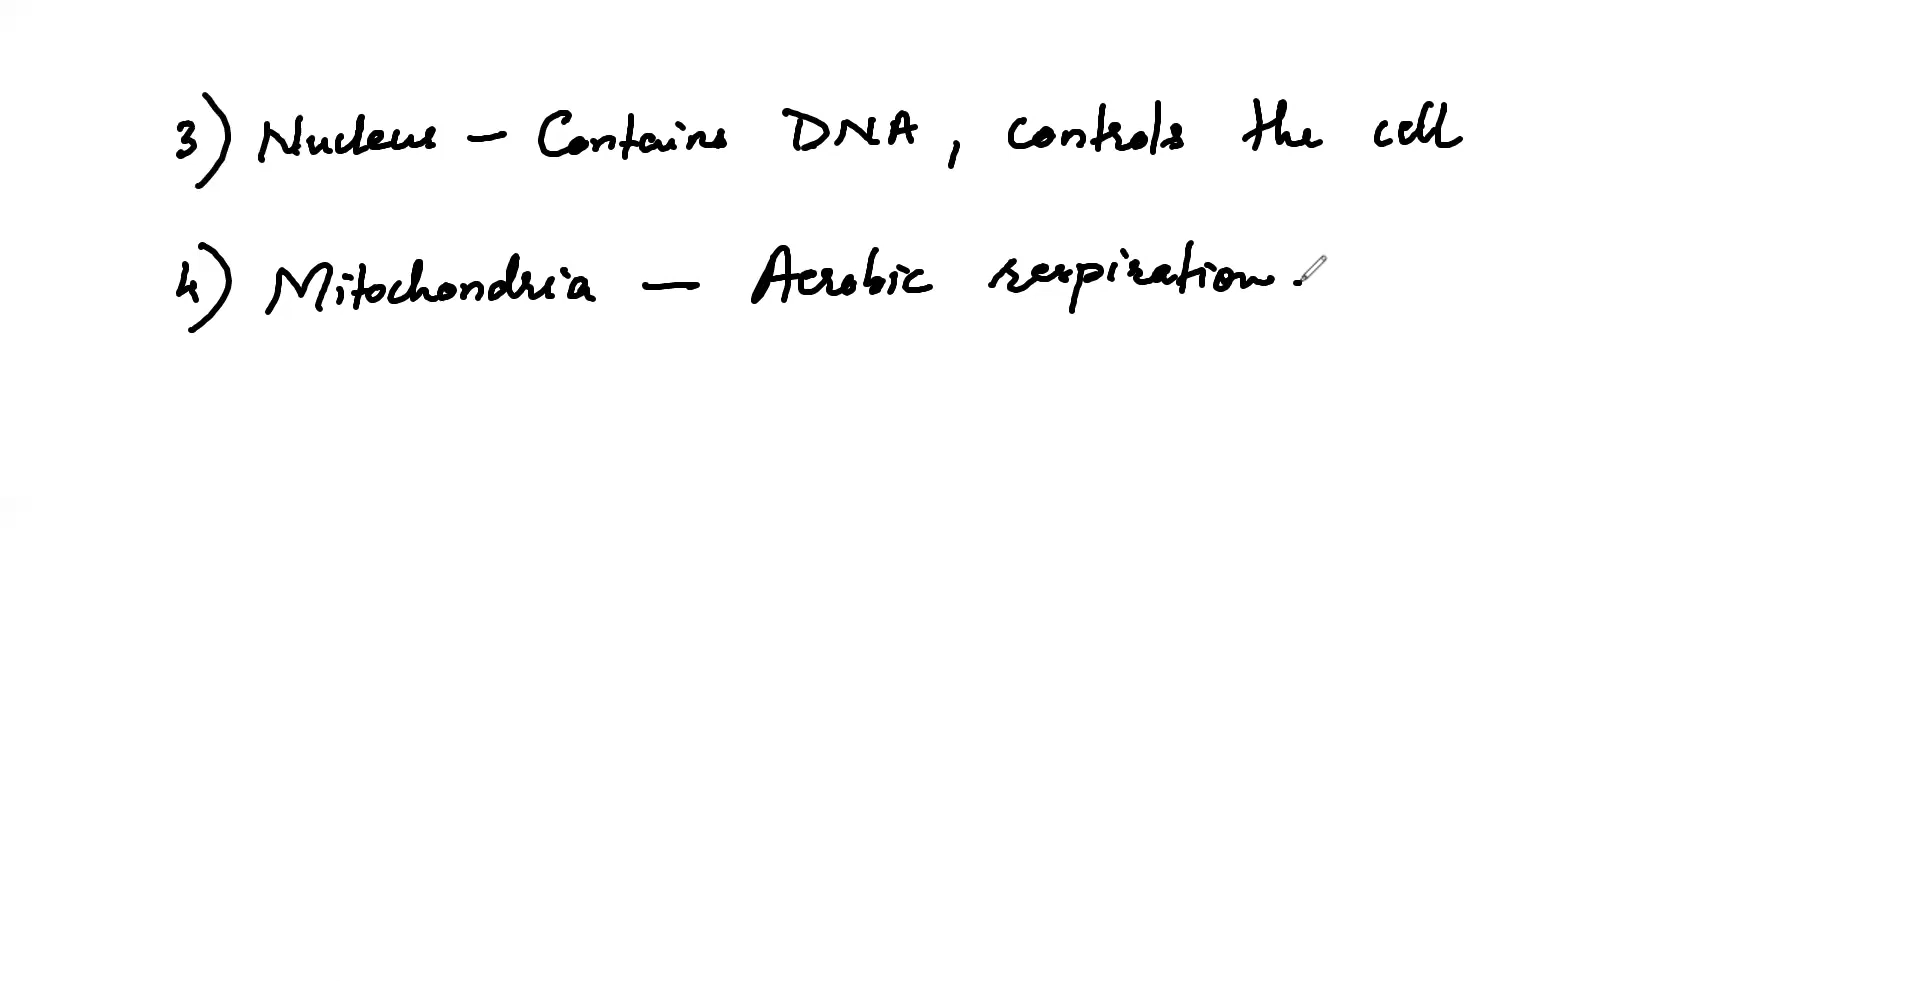 3) Nucleus - Contains DNA, controls the cell
4) Mitochondria - Aerobic respiration.